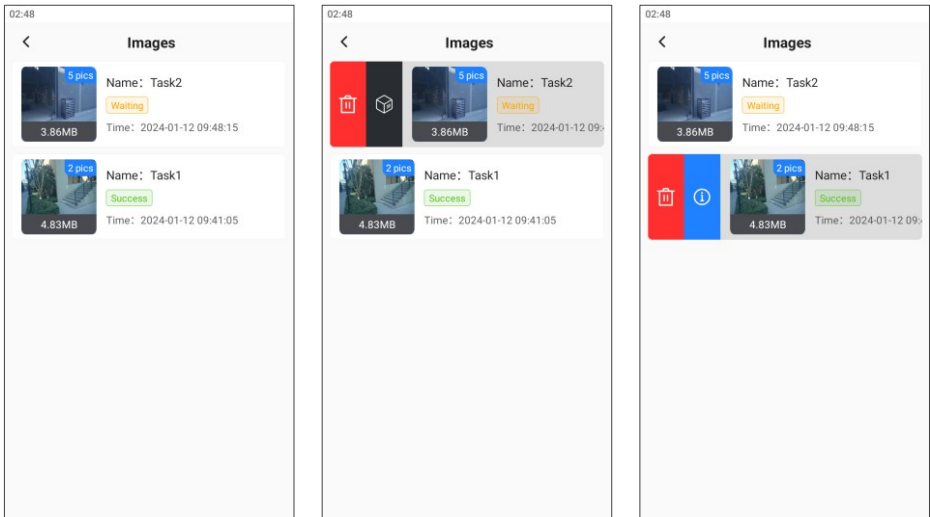 02:48
Images
5 pics
3.86MB
Name：Task2
Waiting
Time：2024-01-12 09:48:15
2 pics
4.83MB
Name：Task1
Success
Time：2024-01-12 09:41:05
02:48
Images
5 pics
3.86MB
Name：Task2
Waiting
Time：2024-01-12 09:
2 pics
4.83MB
Name：Task1
Success
Time：2024-01-12 09:41:05
02:48
Images
5 pics
3.86MB
Name：Task2
Waiting
Time：2024-01-12 09:48:15
2 pics
4.83MB
Name：Task1
Success
Time：2024-01-12 09: